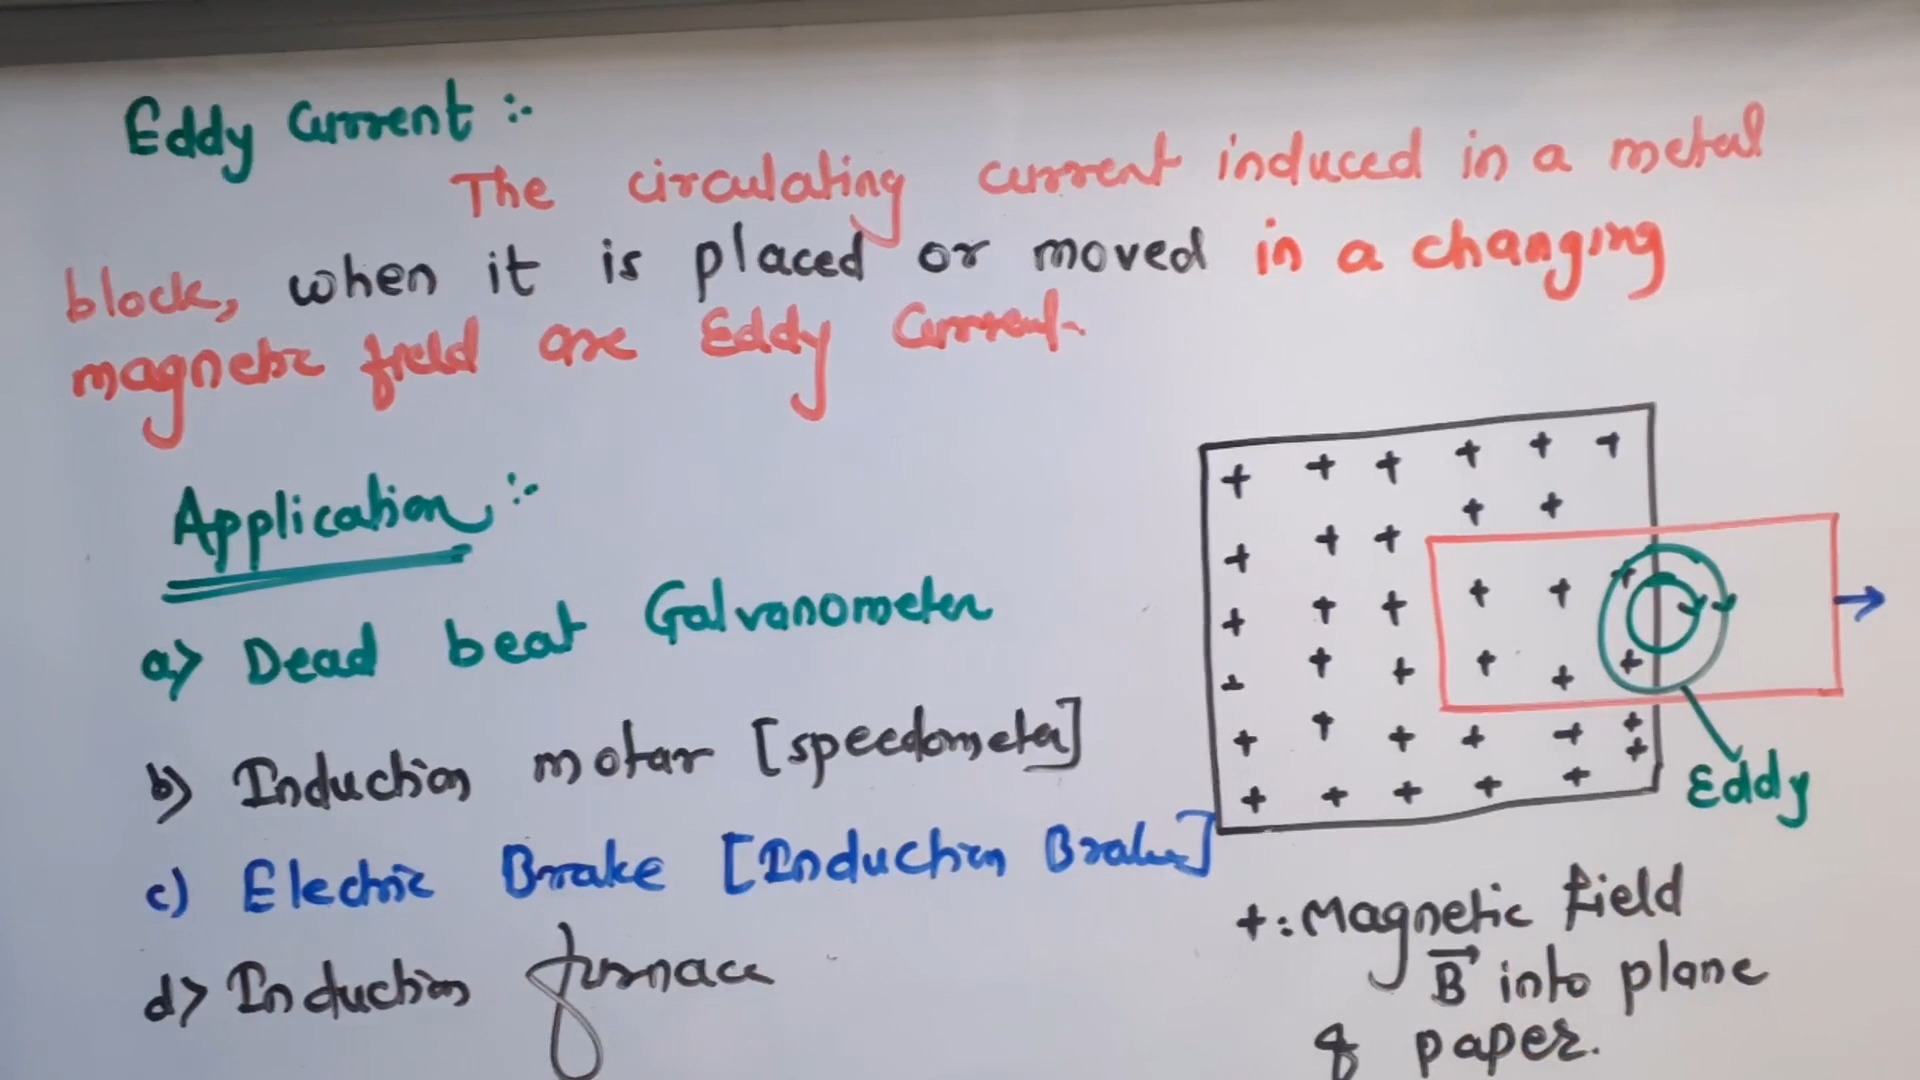 Eddy Current :-
The circulating current induced in a metal
block, when it is placed or moved in a changing
magnetic field are Eddy Current.
Application :-
a) Dead beat Galvanometer
b) Induction motor [speedometer]
c) Electric Brake [Induction Brake]
d) Induction furnace
Eddy
+: Magnetic field
B into plane
of paper.